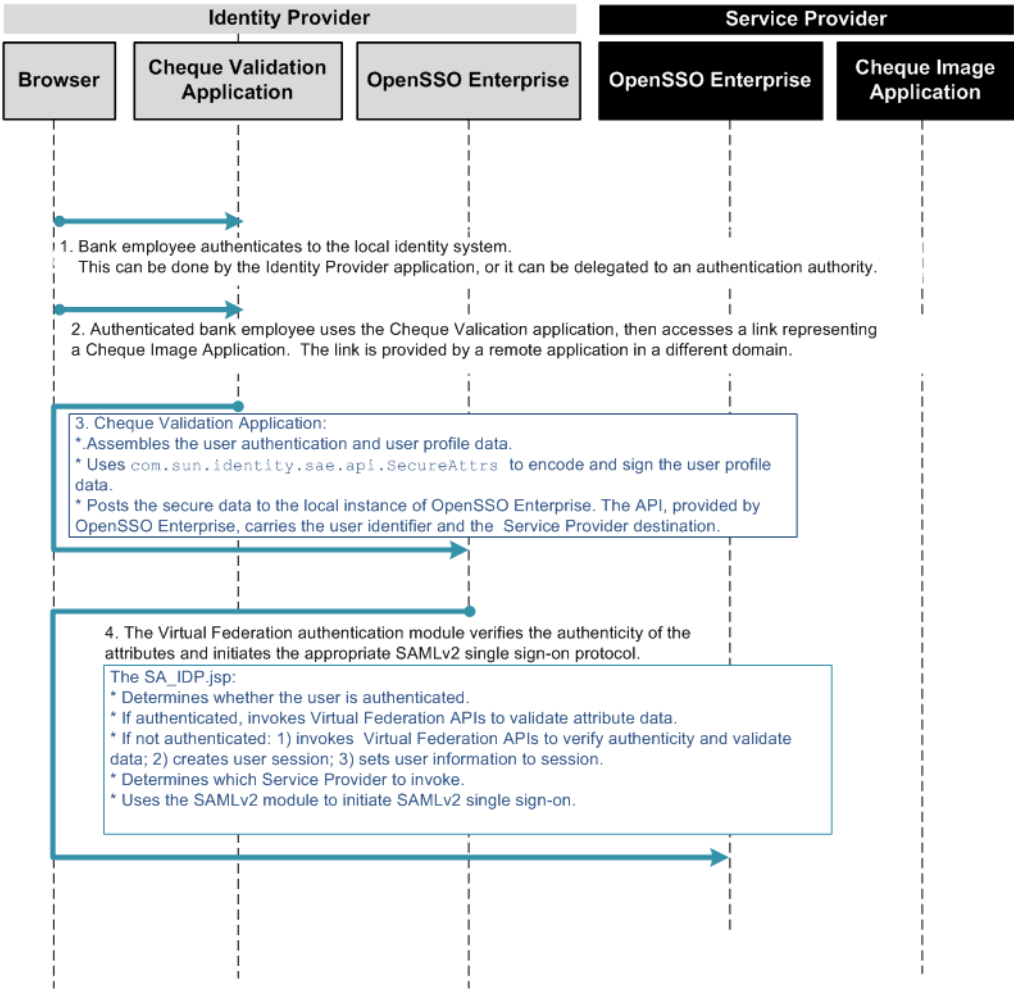 Identity Provider
Service Provider
Browser
Cheque Validation
Application
OpenSSO Enterprise
OpenSSO Enterprise
Cheque Image
Application
1. Bank employee authenticates to the local identity system.
This can be done by the Identity Provider application, or it can be delegated to an authentication authority.
2. Authenticated bank employee uses the Cheque Valication application, then accesses a link representing
a Cheque Image Application.  The link is provided by a remote application in a different domain.
3. Cheque Validation Application:
*.Assembles the user authentication and user profile data.
* Uses com.sun.identity.sae.api.SecureAttrs to encode and sign the user profile
data.
* Posts the secure data to the local instance of OpenSSO Enterprise. The API, provided by
OpenSSO Enterprise, carries the user identifier and the  Service Provider destination.
4. The Virtual Federation authentication module verifies the authenticity of the
attributes and initiates the appropriate SAMLv2 single sign-on protocol.
The SA_IDP.jsp:
* Determines whether the user is authenticated.
* If authenticated, invokes Virtual Federation APIs to validate attribute data.
* If not authenticated: 1) invokes  Virtual Federation APIs to verify authenticity and validate
data; 2) creates user session; 3) sets user information to session.
* Determines which Service Provider to invoke.
* Uses the SAMLv2 module to initiate SAMLv2 single sign-on.